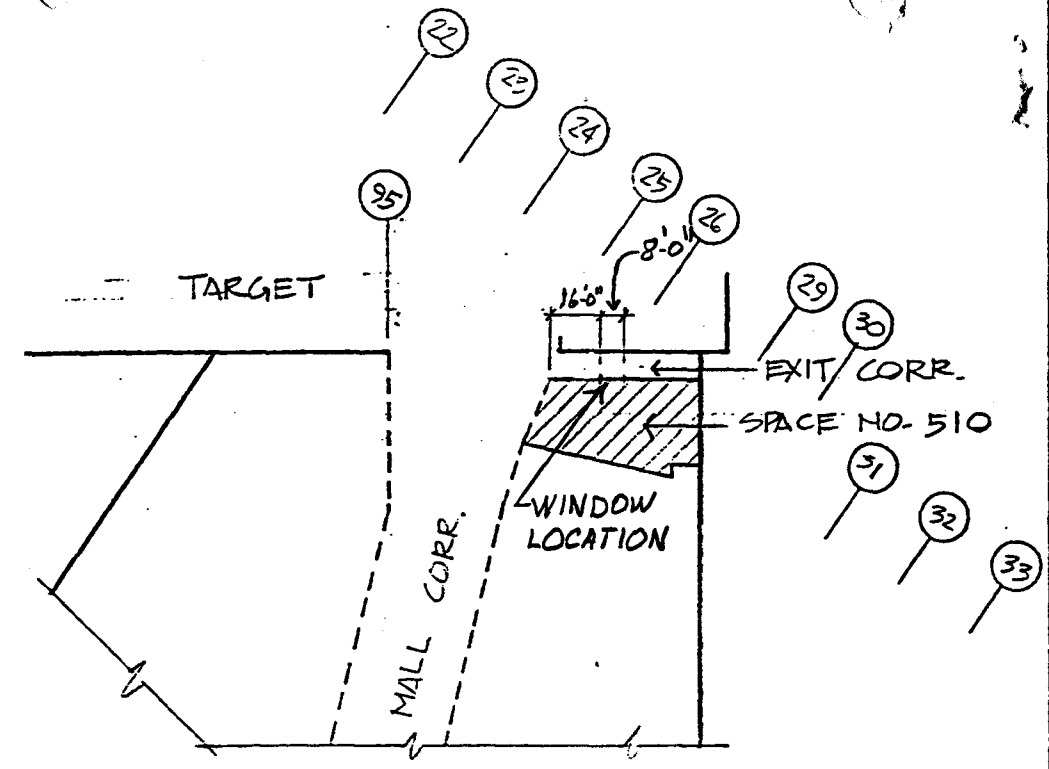 22
23
24
25
26
95
8'-0"
TARGET
16'-0"
29
30
EXIT CORR.
SPACE NO. 510
31
WINDOW
LOCATION
32
33
MALL CORR.